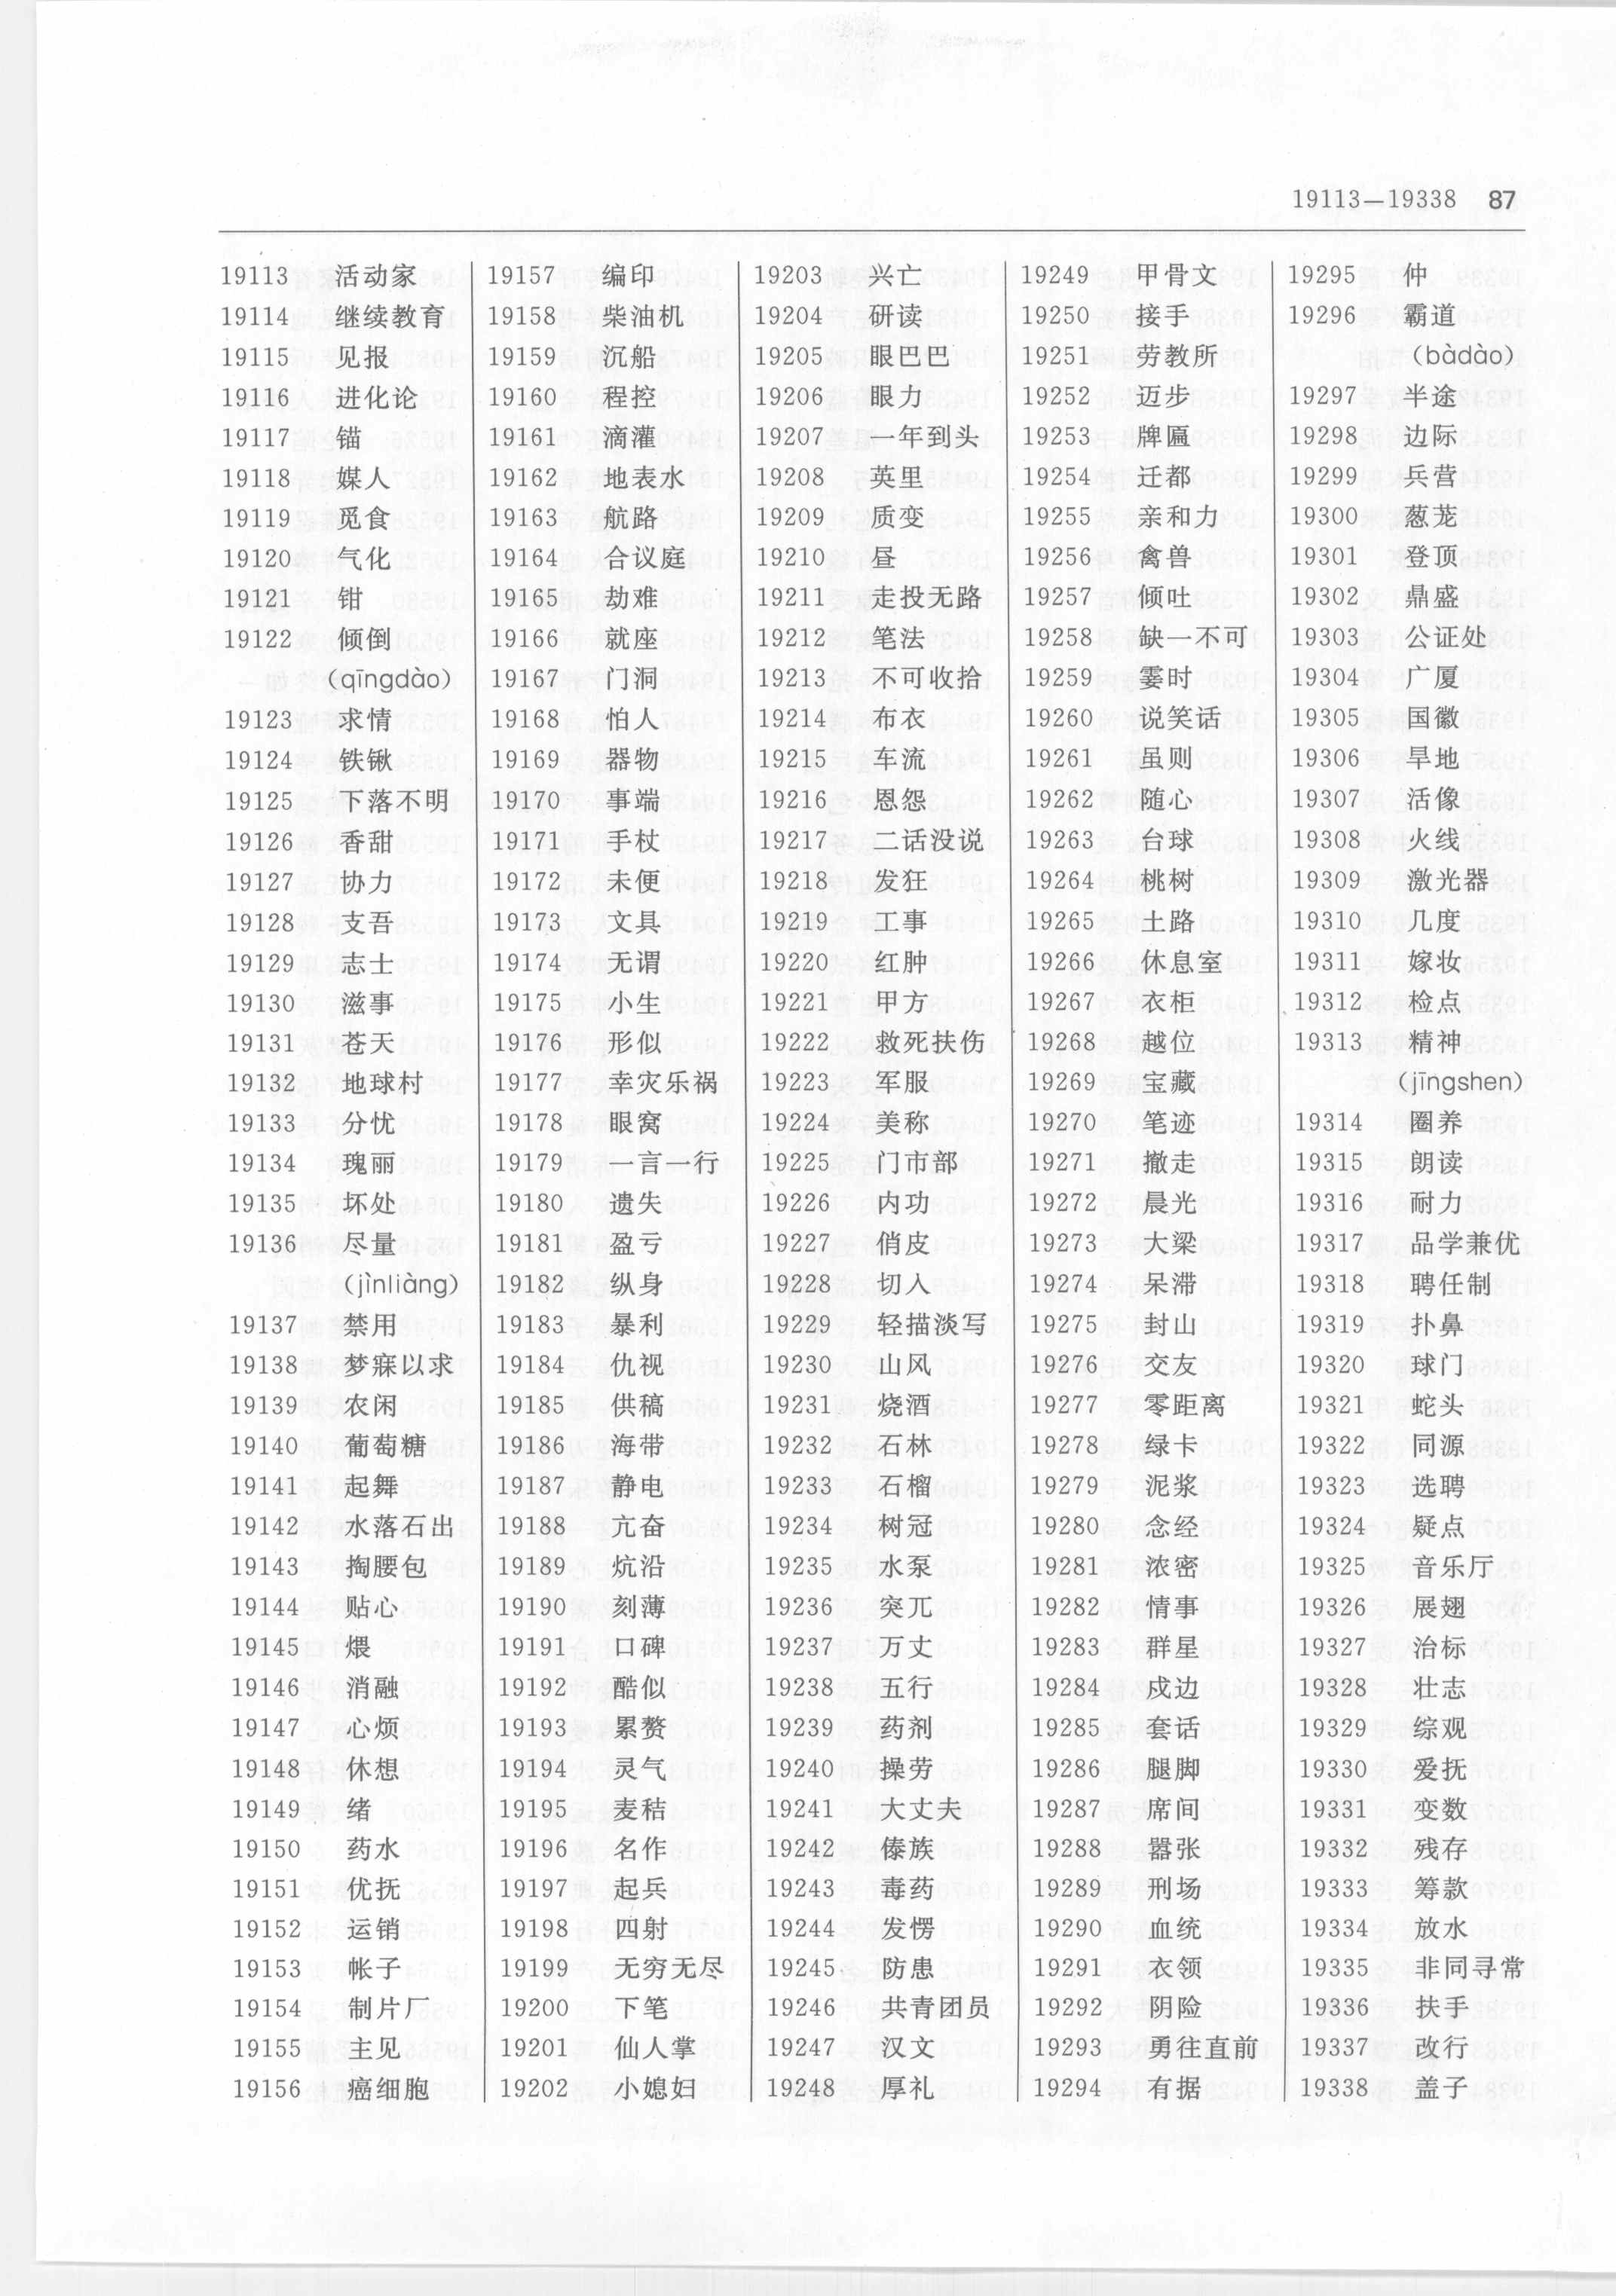 19113—19338 87
19113 活动家
19114 继续教育
19115 见报
19116 进化论
19117 锚
19118 媒人
19119 觅食
19120 气化
19121 钳
19122 倾倒
(qīngdào)
19123 求情
19124 铁锹
19125 下落不明
19126 香甜
19127 协力
19128 支吾
19129 志士
19130 滋事
19131 苍天
19132 地球村
19133 分忧
19134 瑰丽
19135 坏处
19136 尽量
(jìnliàng)
19137 禁用
19138 梦寐以求
19139 农闲
19140 葡萄糖
19141 起舞
19142 水落石出
19143 掏腰包
19144 贴心
19145 煨
19146 消融
19147 心烦
19148 休想
19149 绪
19150 药水
19151 优抚
19152 运销
19153 帐子
19154 制片厂
19155 主见
19156 癌细胞
19157 编印
19158 柴油机
19159 沉船
19160 程控
19161 滴灌
19162 地表水
19163 航路
19164 合议庭
19165 劫难
19166 就座
19167 门洞
19168 怕人
19169 器物
19170 事端
19171 手杖
19172 未便
19173 文具
19174 无谓
19175 小生
19176 形似
19177 幸灾乐祸
19178 眼窝
19179 一言一行
19180 遗失
19181 盈亏
19182 纵身
19183 暴利
19184 仇视
19185 供稿
19186 海带
19187 静电
19188 亢奋
19189 炕沿
19190 刻薄
19191 口碑
19192 酷似
19193 累赘
19194 灵气
19195 麦秸
19196 名作
19197 起兵
19198 四射
19199 无穷无尽
19200 下笔
19201 仙人掌
19202 小媳妇
19203 兴亡
19204 研读
19205 眼巴巴
19206 眼力
19207 一年到头
19208 英里
19209 质变
19210 昼
19211 走投无路
19212 笔法
19213 不可收拾
19214 布衣
19215 车流
19216 恩怨
19217 二话没说
19218 发狂
19219 工事
19220 红肿
19221 甲方
19222 救死扶伤
19223 军服
19224 美称
19225 门市部
19226 内功
19227 俏皮
19228 切入
19229 轻描淡写
19230 山风
19231 烧酒
19232 石林
19233 石榴
19234 树冠
19235 水泵
19236 突兀
19237 万丈
19238 五行
19239 药剂
19240 操劳
19241 大丈夫
19242 傣族
19243 毒药
19244 发愣
19245 防患
19246 共青团员
19247 汉文
19248 厚礼
19249 甲骨文
19250 接手
19251 劳教所
19252 迈步
19253 牌匾
19254 迁都
19255 亲和力
19256 禽兽
19257 倾吐
19258 缺一不可
19259 霎时
19260 说笑话
19261 虽则
19262 随心
19263 台球
19264 桃树
19265 土路
19266 休息室
19267 衣柜
19268 越位
19269 宝藏
19270 笔迹
19271 撤走
19272 晨光
19273 大梁
19274 呆滞
19275 封山
19276 交友
19277 零距离
19278 绿卡
19279 泥浆
19280 念经
19281 浓密
19282 情事
19283 群星
19284 戍边
19285 套话
19286 腿脚
19287 席间
19288 嚣张
19289 刑场
19290 血统
19291 衣领
19292 阴险
19293 勇往直前
19294 有据
19295 仲
19296 霸道
(bàdào)
19297 半途
19298 边际
19299 兵营
19300 葱茏
19301 登顶
19302 鼎盛
19303 公证处
19304 广厦
19305 国徽
19306 旱地
19307 活像
19308 火线
19309 激光器
19310 几度
19311 嫁妆
19312 检点
19313 精神
(jīngshen)
19314 圈养
19315 朗读
19316 耐力
19317 品学兼优
19318 聘任制
19319 扑鼻
19320 球门
19321 蛇头
19322 同源
19323 选聘
19324 疑点
19325 音乐厅
19326 展翅
19327 治标
19328 壮志
19329 综观
19330 爱抚
19331 变数
19332 残存
19333 筹款
19334 放水
19335 非同寻常
19336 扶手
19337 改行
19338 盖子